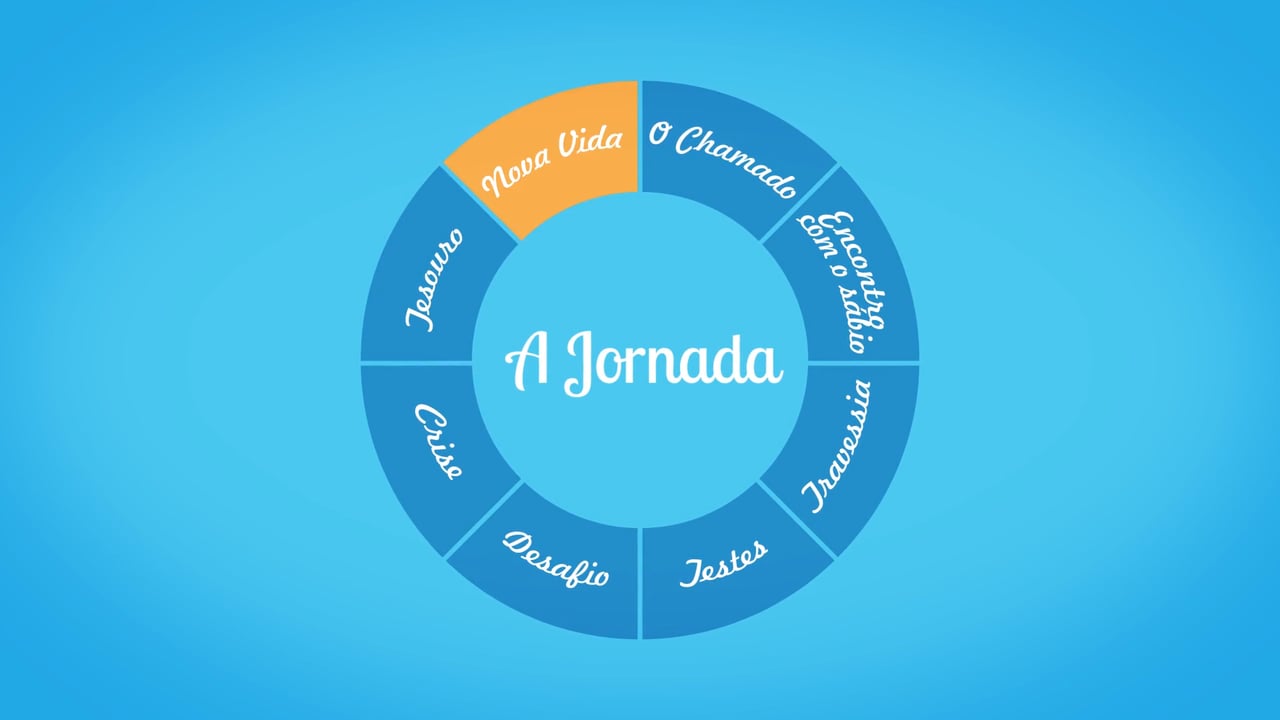 O Chamado
Encontro
com o sábio
Travessia
Testes
Desafio
Crise
Tesouro
Nova Vida
A Jornada